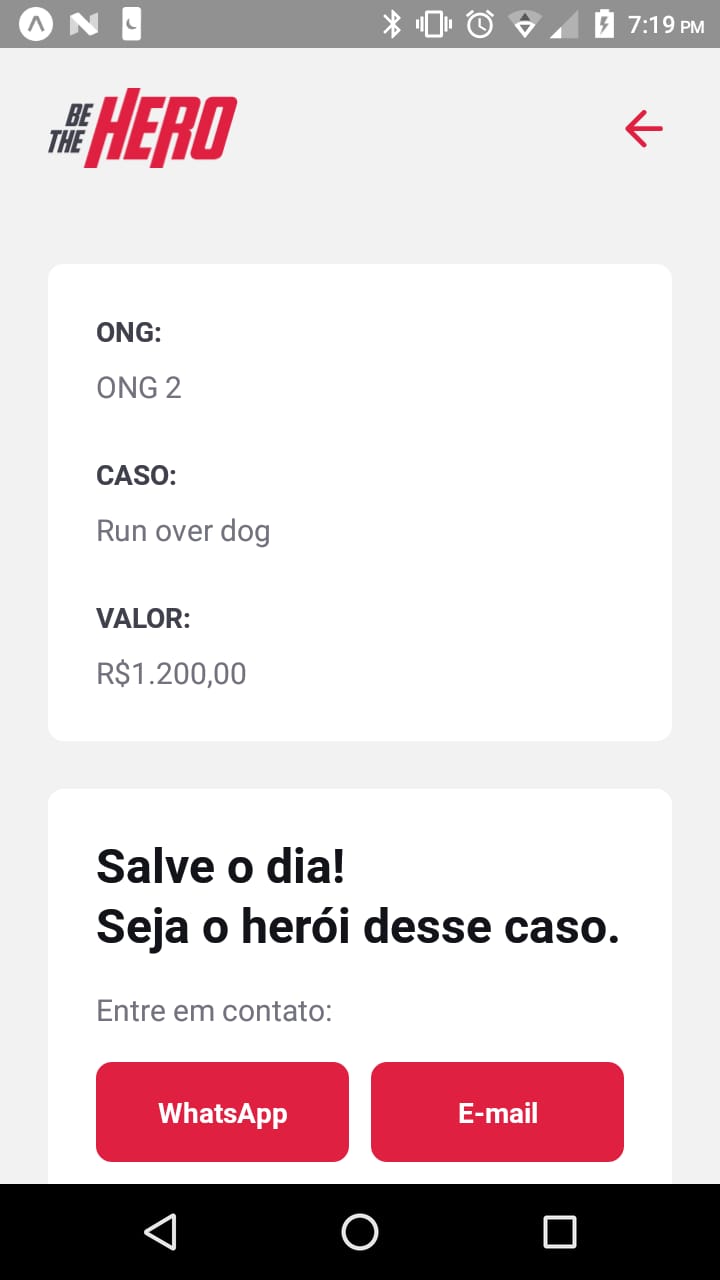 7:19 PM
BE
THE HERO
ONG:
ONG 2
CASO:
Run over dog
VALOR:
R$1.200,00
Salve o dia!
Seja o herói desse caso.
Entre em contato:
WhatsApp E-mail